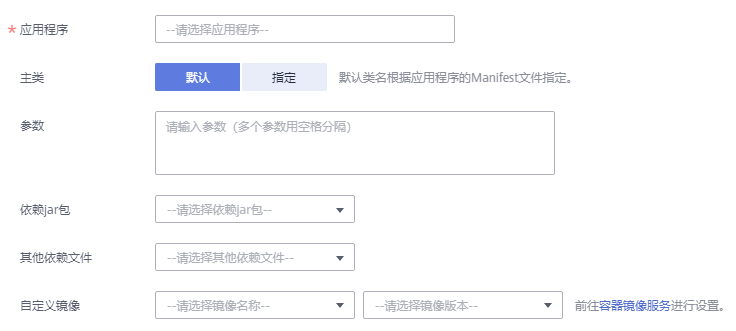 * 应用程序 --请选择应用程序--
主类 默认 指定 默认类名根据应用程序的Manifest文件指定。
参数 请输入参数（多个参数用空格分隔）
依赖jar包 --请选择依赖jar包--
其他依赖文件 --请选择其他依赖文件--
自定义镜像 --请选择镜像名称-- --请选择镜像版本-- 前往容器镜像服务进行设置。